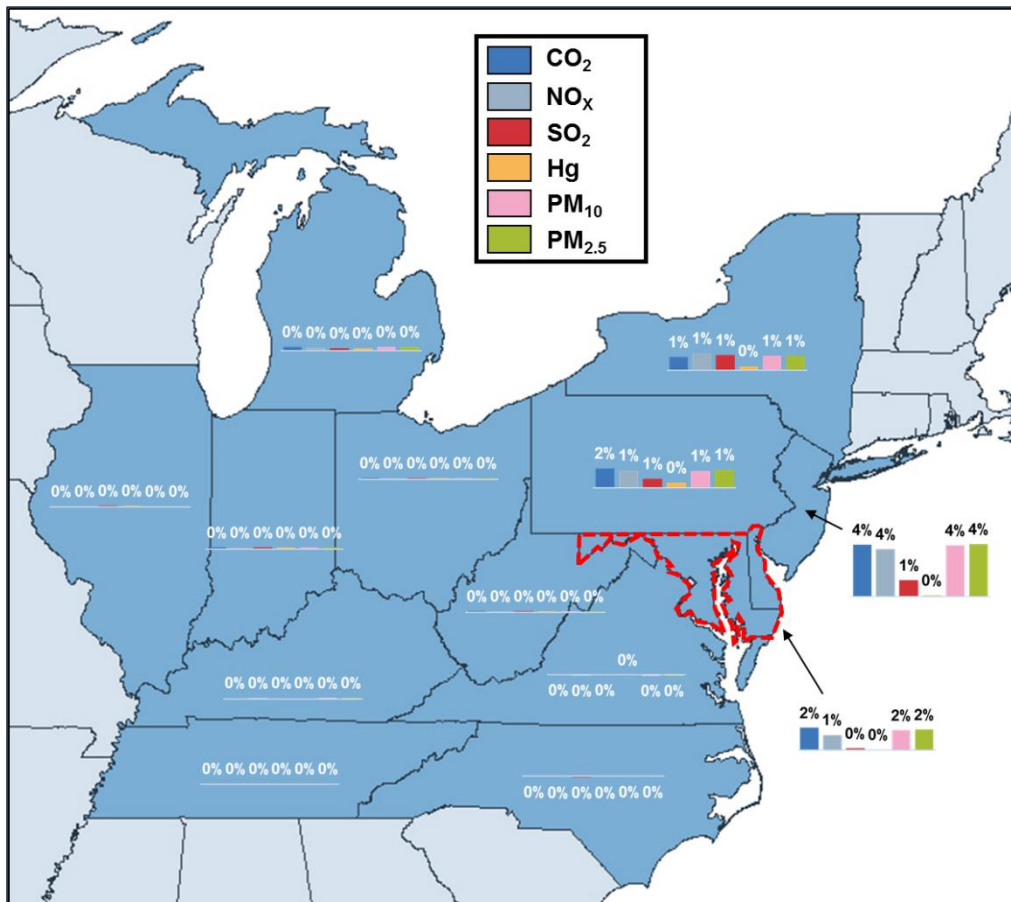 CO₂
NOₓ
SO₂
Hg
PM₁₀
PM₂.₅
0% 0% 0% 0% 0% 0%
1% 1% 1% 0% 1% 1%
2% 1% 1% 0% 1% 1%
0% 0% 0% 0% 0% 0%
0% 0% 0% 0% 0% 0%
0% 0% 0% 0% 0% 0%
4% 4% 1% 0% 4% 4%
0% 0% 0% 0% 0% 0%
0%
0% 0% 0% 0% 0%
0% 0% 0% 0% 0% 0%
2% 1% 0% 0% 2% 2%
0% 0% 0% 0% 0% 0%
0% 0% 0% 0% 0% 0%